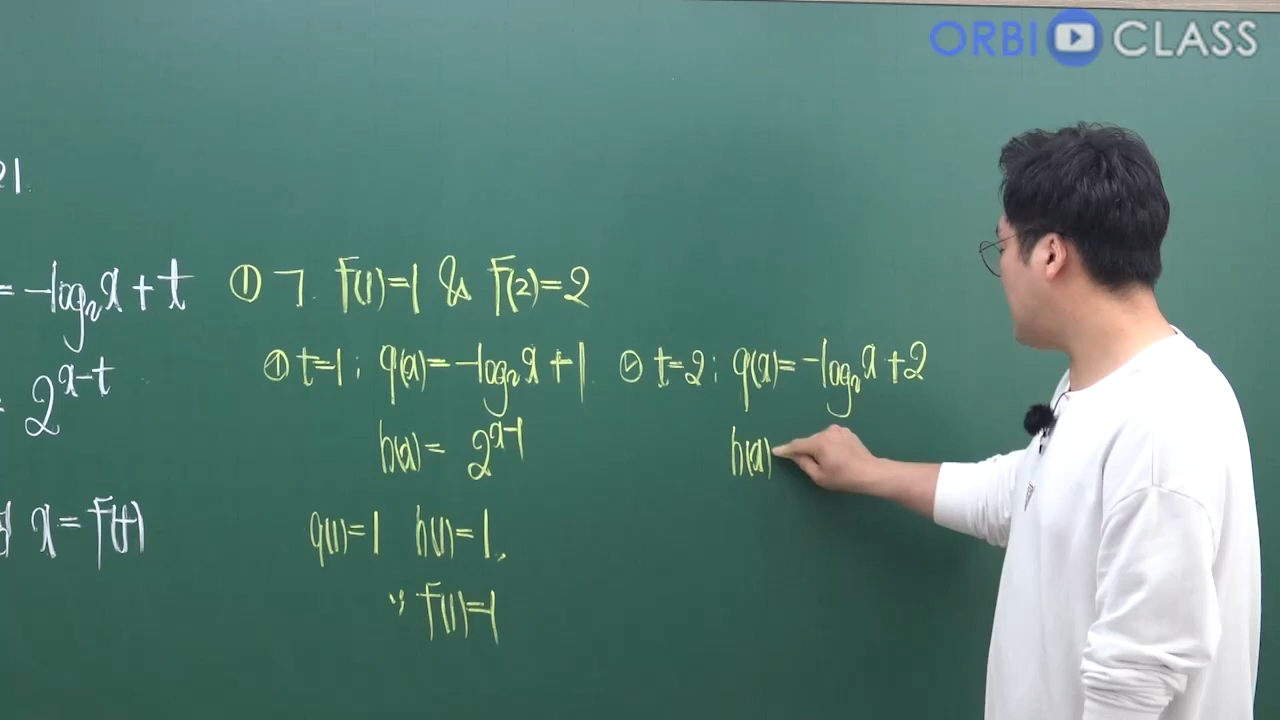 ORBI CLASS
21.
= -log₂x + t
2^{x-t}
x = f(t)
① ㄱ. f(1)=1 & f(2)=2
① t=1 ; g(x) = -log₂x + 1
h(x) = 2^{x-1}
g(1)=1 h(1)=1,
∵ f(1)=1
② t=2 ; g(x) = -log₂x + 2
h(x)